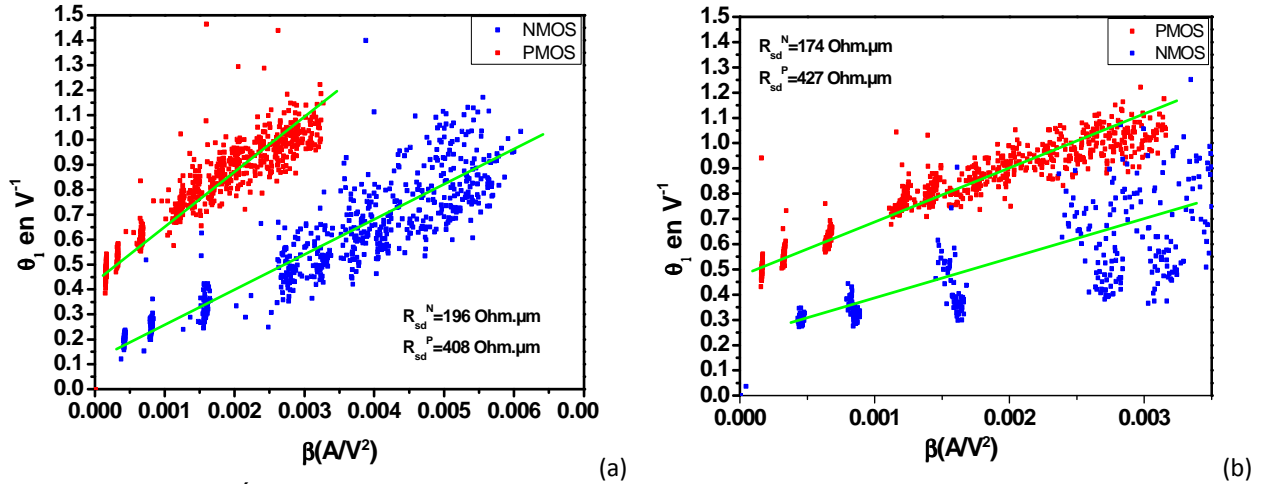 1.5
1.4
1.3
1.2
1.1
1.0
0.9
0.8
0.7
0.6
0.5
0.4
0.3
0.2
0.1
0.0
θ₁ en V⁻¹
NMOS
PMOS
R_sd^N=196 Ohm.µm
R_sd^P=408 Ohm.µm
0.000 0.001 0.002 0.003 0.004 0.005 0.006 0.00
β(A/V²)
(a)
1.5
1.4
1.3
1.2
1.1
1.0
0.9
0.8
0.7
0.6
0.5
0.4
0.3
0.2
0.1
0.0
θ₁ en V⁻¹
R_sd^N=174 Ohm.µm
R_sd^P=427 Ohm.µm
PMOS
NMOS
0.000 0.001 0.002 0.003
β(A/V²)
(b)